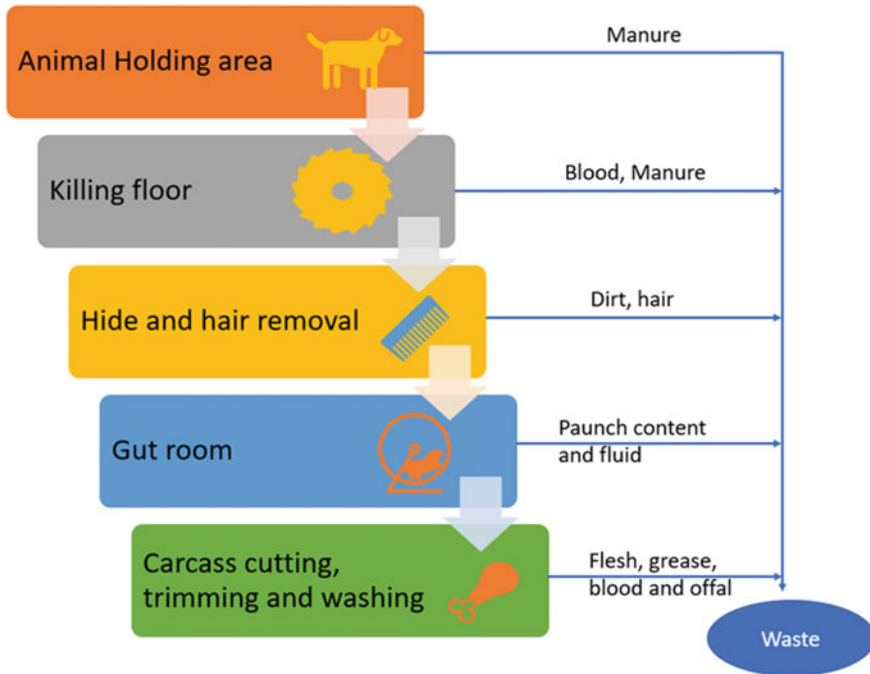 Animal Holding area
Manure
Killing floor
Blood, Manure
Hide and hair removal
Dirt, hair
Gut room
Paunch content
and fluid
Carcass cutting,
trimming and washing
Flesh, grease,
blood and offal
Waste